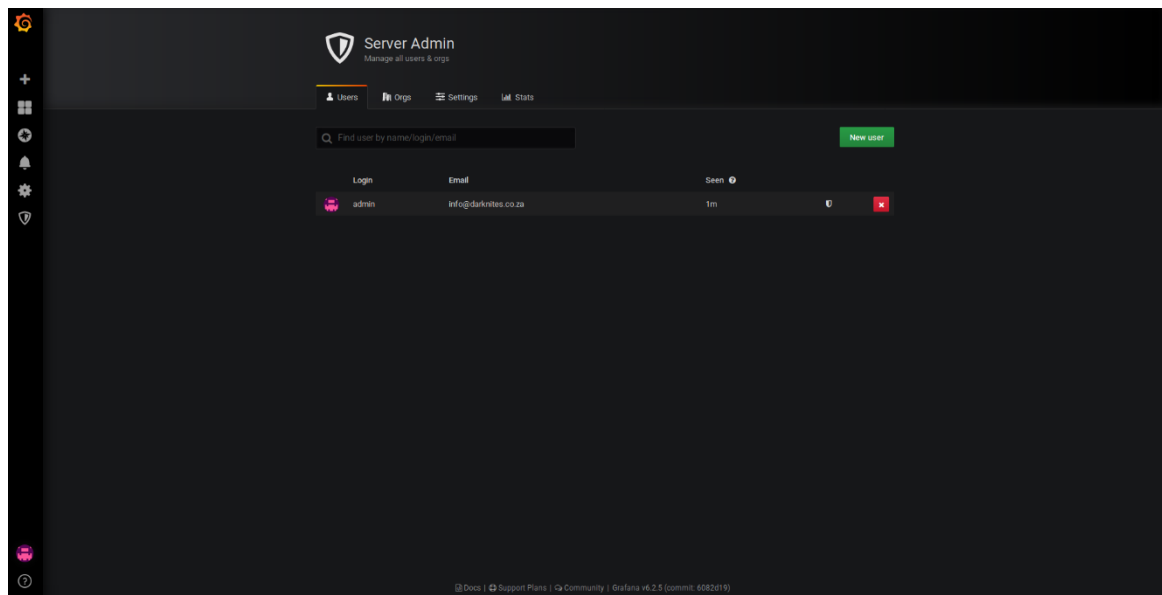 Server Admin
Manage all users & orgs
Users Orgs Settings Stats
Find user by name/login/email New user
Login Email Seen
admin info@darknites.co.za 1m
Docs | Support Plans | Community | Grafana v6.2.5 (commit: 6082d19)